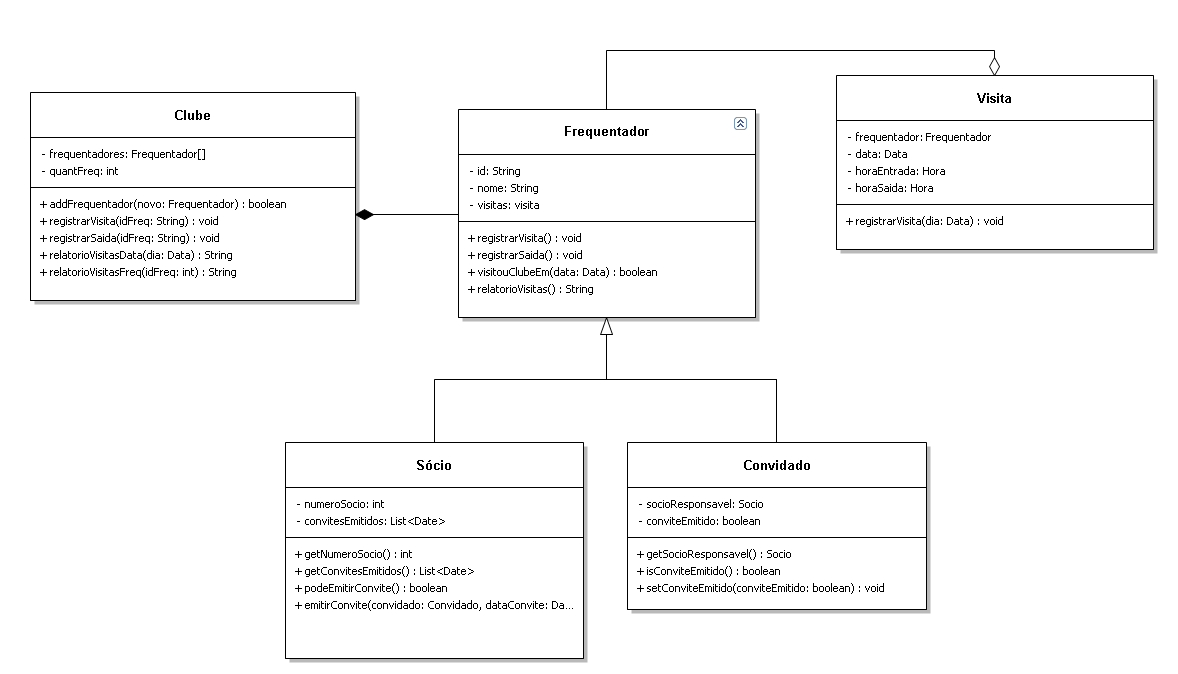 Clube
- frequentadores: Frequentador[]
- quantFreq: int
+ addFrequentador(novo: Frequentador) : boolean
+ registrarVisita(idFreq: String) : void
+ registrarSaida(idFreq: String) : void
+ relatorioVisitasData(dia: Data) : String
+ relatorioVisitasFreq(idFreq: int) : String
Frequentador
- id: String
- nome: String
- visitas: visita
+ registrarVisita() : void
+ registrarSaida() : void
+ visitouClubeEm(data: Data) : boolean
+ relatorioVisitas() : String
Visita
- frequentador: Frequentador
- data: Data
- horaEntrada: Hora
- horaSaida: Hora
+ registrarVisita(dia: Data) : void
Sócio
- numeroSocio: int
- convitesEmitidos: List<Date>
+ getNumeroSocio() : int
+ getConvitesEmitidos() : List<Date>
+ podeEmitirConvite() : boolean
+ emitirConvite(convidado: Convidado, dataConvite: Da...
Convidado
- socioResponsavel: Socio
- conviteEmitido: boolean
+ getSocioResponsavel() : Socio
+ isConviteEmitido() : boolean
+ setConviteEmitido(conviteEmitido: boolean) : void